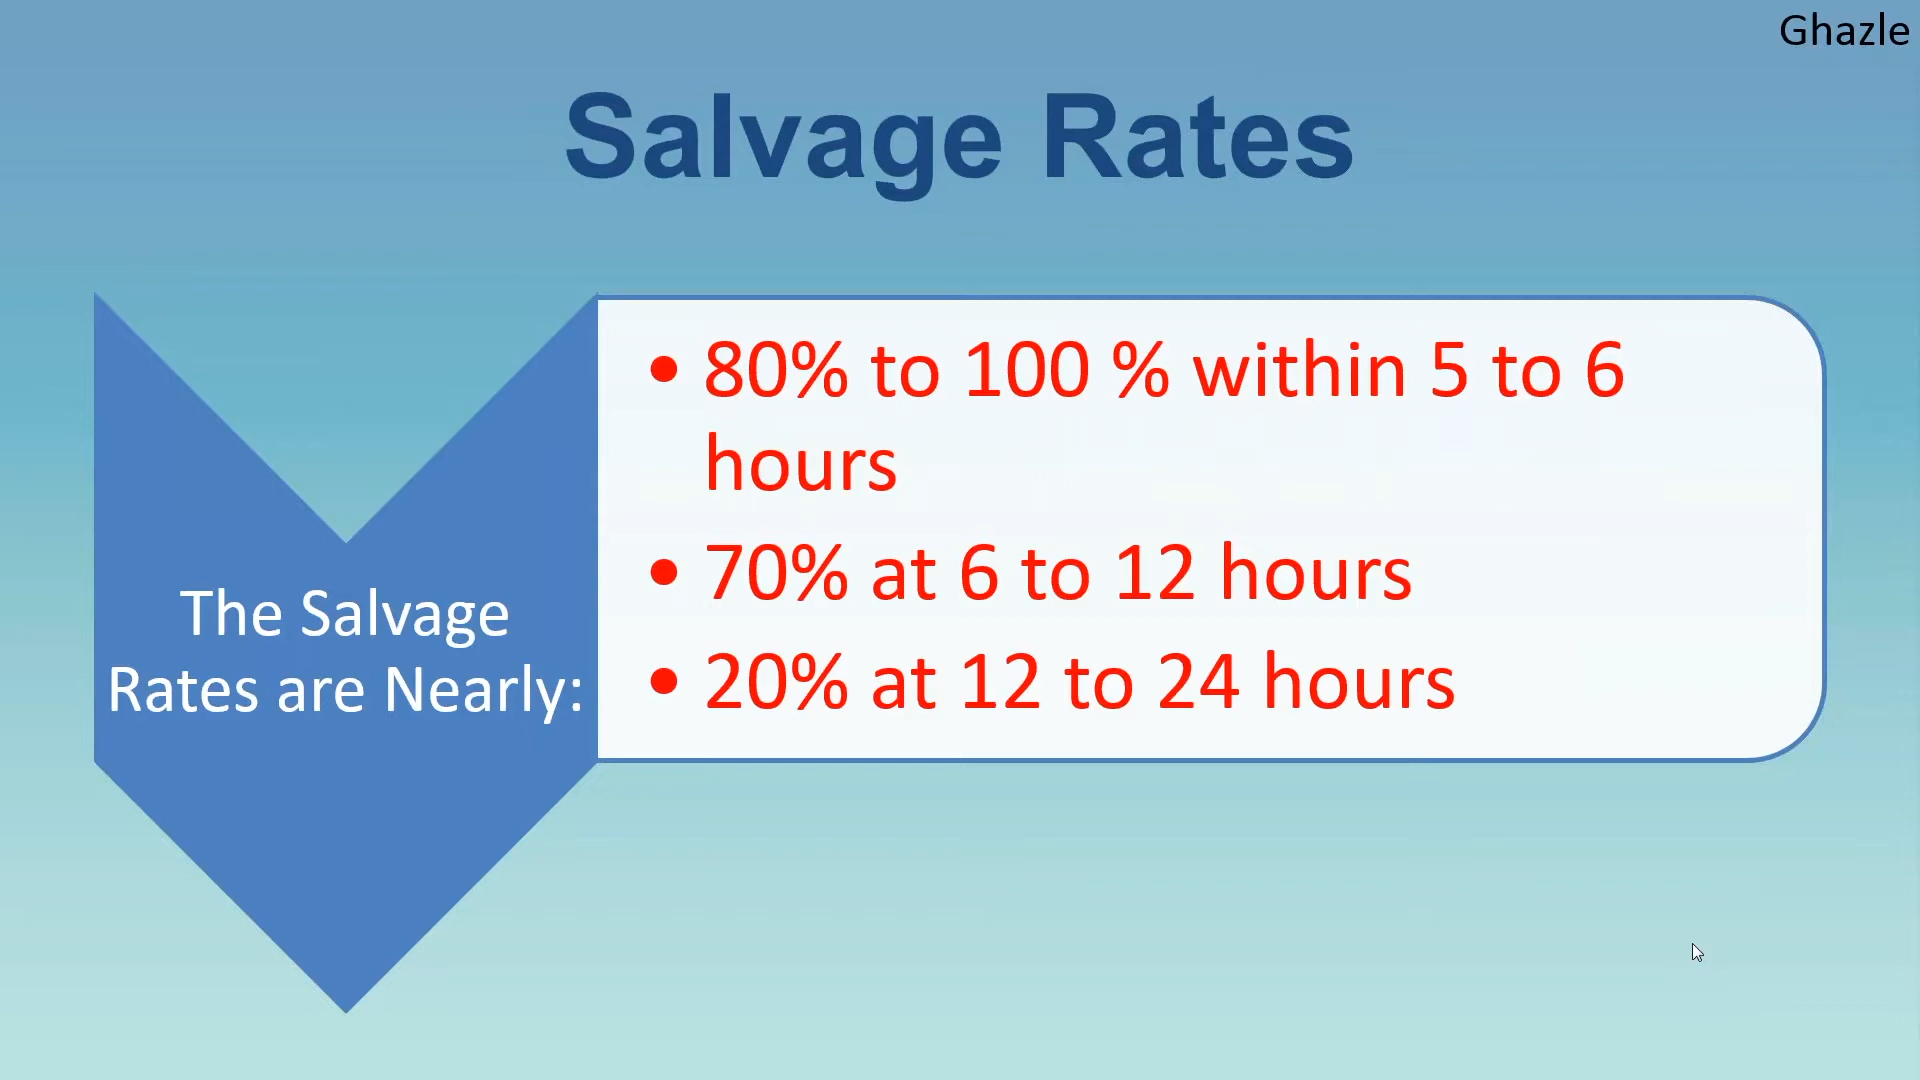 Ghazle
Salvage Rates
The Salvage
Rates are Nearly:
• 80% to 100 % within 5 to 6
hours
• 70% at 6 to 12 hours
• 20% at 12 to 24 hours